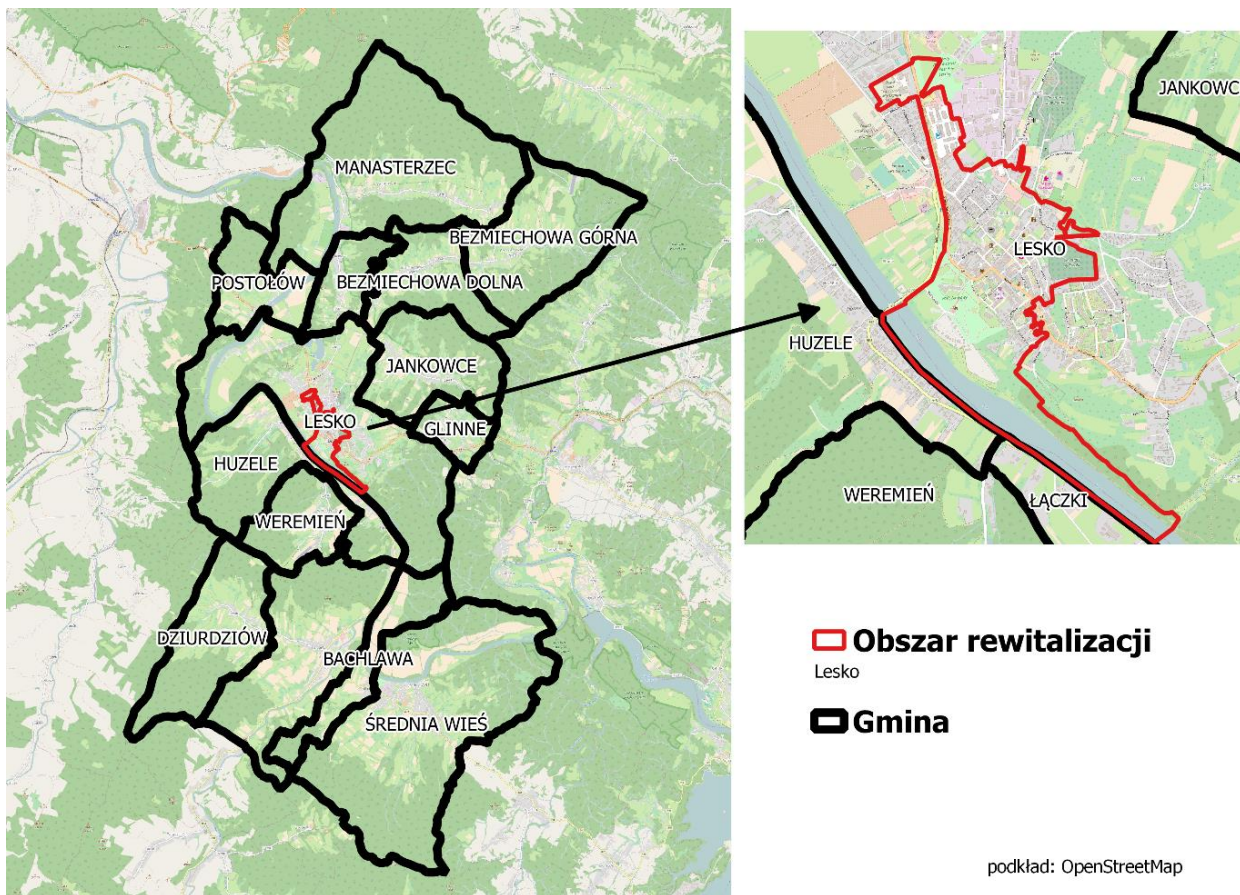 MANASTERZEC
BEZMIECHOWA GÓRNA
POSTOŁÓW
BEZMIECHOWA DOLNA
JANKOWCE
LESKO
GLINNE
HUZELE
WEREMIEŃ
DZIURDZIÓW
BACHLAWA
ŚREDNIA WIEŚ
JANKOWC
LESKO
HUZELE
WEREMIEŃ
ŁĄCZKI
Obszar rewitalizacji
Lesko
Gmina
podkład: OpenStreetMap